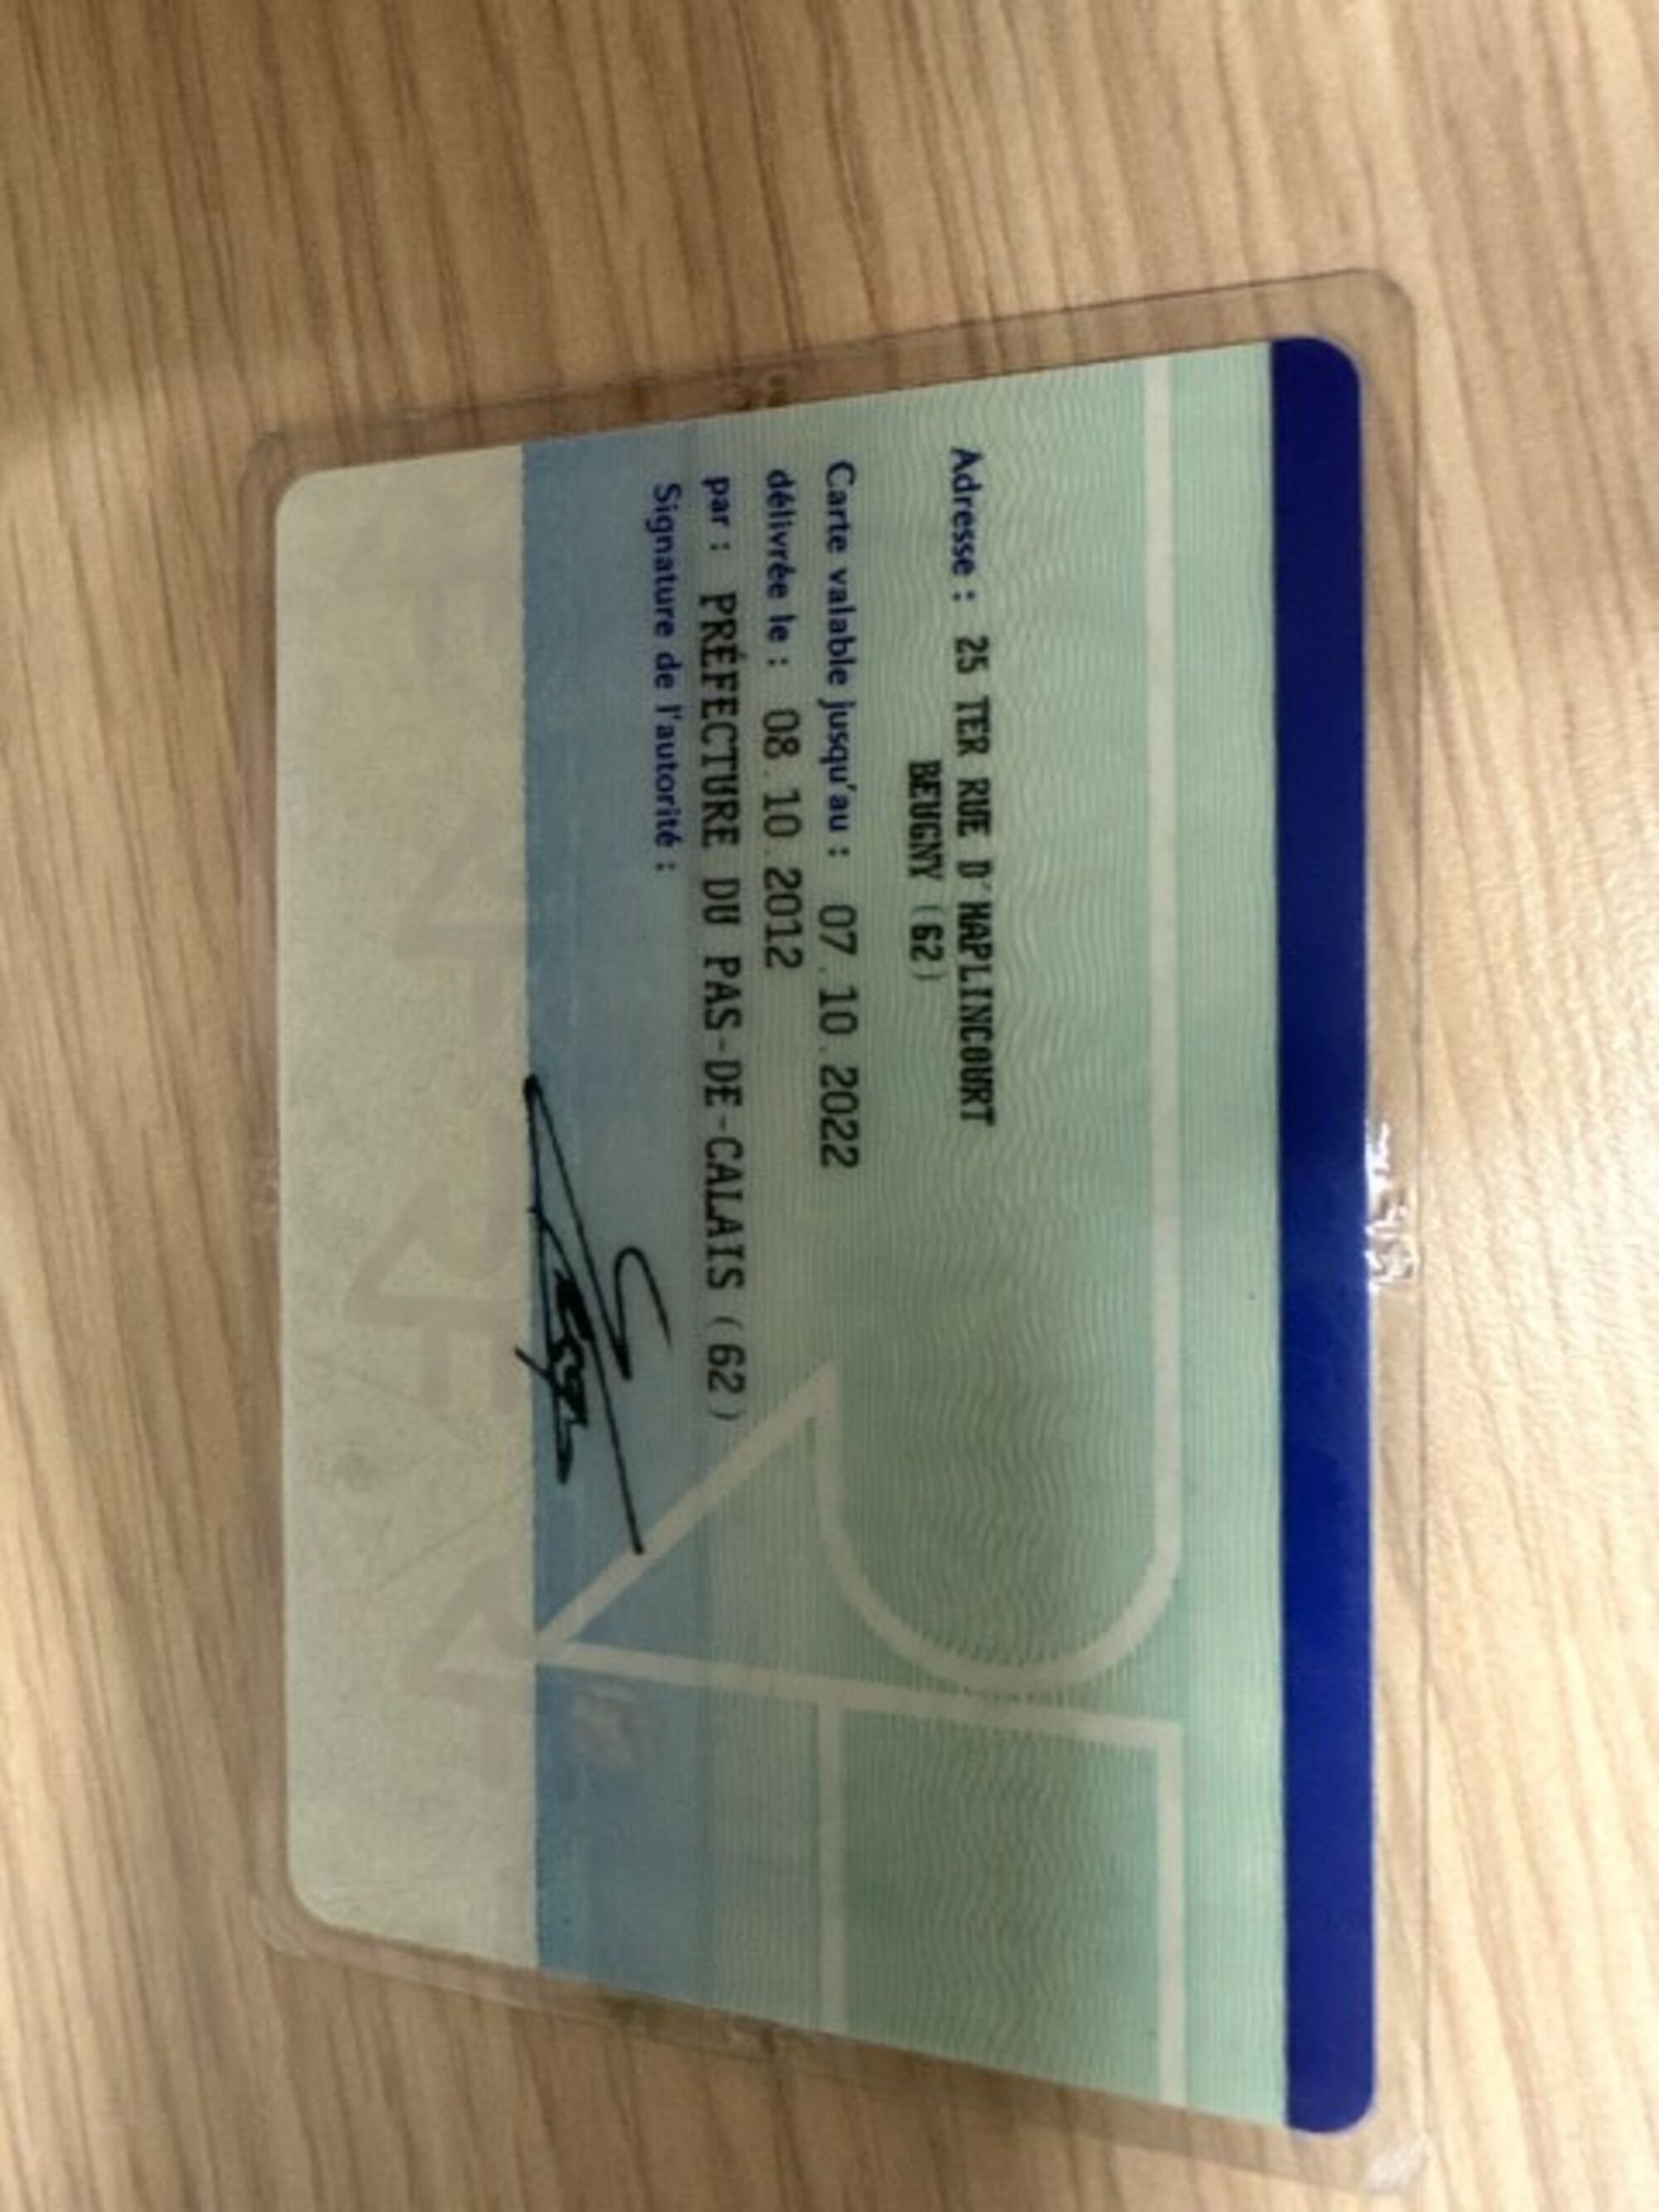 Adresse : 25 TER RUE D'HAPLINCOURT
BEUGNY (62)
Carte valable jusqu'au : 07.10.2022
délivrée le : 08.10.2012
par : PRÉFECTURE DU PAS-DE-CALAIS (62)
Signature de l'autorité :